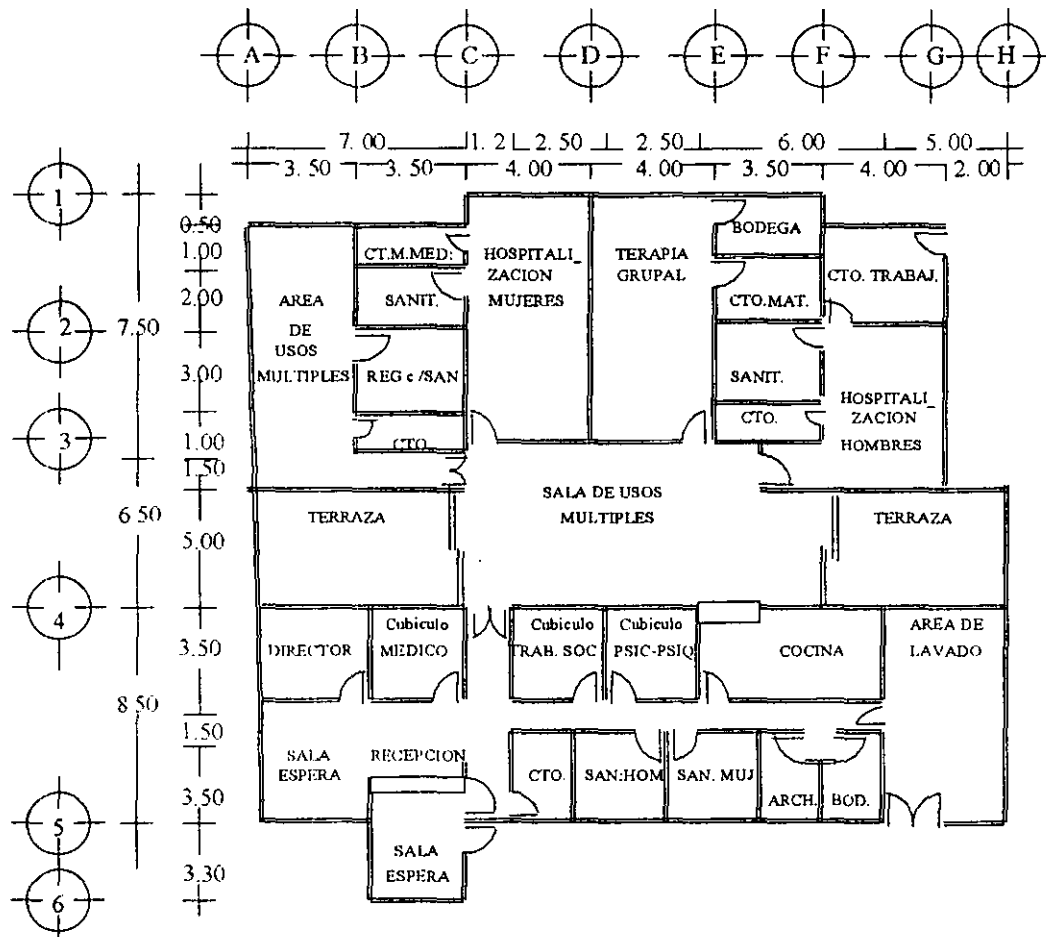 A B C D E F G H
7.00 1.2 2.50 2.50 6.00 5.00
3.50 3.50 4.00 4.00 3.50 4.00 2.00
1
0.50
1.00
2.00
2
7.50
3.00
3
1.00
1.50
6.50
5.00
4
3.50
8.50
1.50
3.50
5
3.30
6
CT.M.MED:
HOSPITALI_
ZACION
MUJERES
TERAPIA
GRUPAL
BODEGA
CTO. TRABAJ.
AREA
DE
USOS
MULTIPLES
SANIT.
CTO.MAT.
REG c/SAN
SANIT.
HOSPITALI_
ZACION
HOMBRES
CTO.
CTO.
SALA DE USOS
MULTIPLES
TERRAZA
TERRAZA
DIRECTOR
Cubiculo
MEDICO
Cubiculo
TRAB. SOC
Cubiculo
PSIC-PSIQ
COCINA
AREA DE
LAVADO
SALA
ESPERA
RECEPCION
CTO.
SAN:HOM
SAN. MUJ
ARCH.
BOD.
SALA
ESPERA